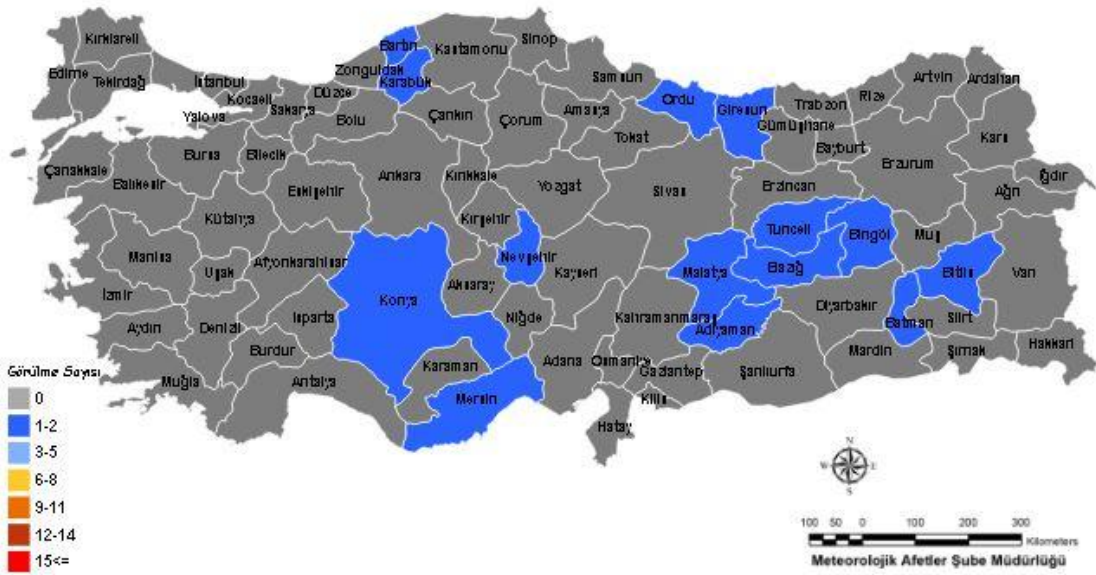 Kırklareli
Edirne
Tekirdağ
İstanbul
Kocaeli
Yalova
Sakarya
Düzce
Zonguldak
Bartın
Karabük
Kastamonu
Sinop
Samsun
Ordu
Giresun
Trabzon
Rize
Artvin
Ardahan
Gümüşhane
Bayburt
Kars
Iğdır
Ağrı
Erzurum
Erzincan
Çanakkale
Balıkesir
Bursa
Bilecik
Bolu
Çankırı
Çorum
Amasya
Tokat
Sivas
Yozgat
Kırıkkale
Ankara
Eskişehir
Kütahya
Manisa
Uşak
Afyonkarahisar
Kırşehir
Nevşehir
Kayseri
Malatya
Tunceli
Elazığ
Bingöl
Muş
Bitlis
Van
İzmir
Aydın
Denizli
Isparta
Burdur
Konya
Aksaray
Niğde
Kahramanmaraş
Adıyaman
Diyarbakır
Batman
Siirt
Hakkari
Şırnak
Mardin
Muğla
Antalya
Karaman
Mersin
Adana
Osmaniye
Gaziantep
Şanlıurfa
Kilis
Hatay
Görülme Sayısı
0
1-2
3-5
6-8
9-11
12-14
15<=
N
W E
S
100 50 0 100 200 300
Kilometers
Meteorolojik Afetler Şube Müdürlüğü